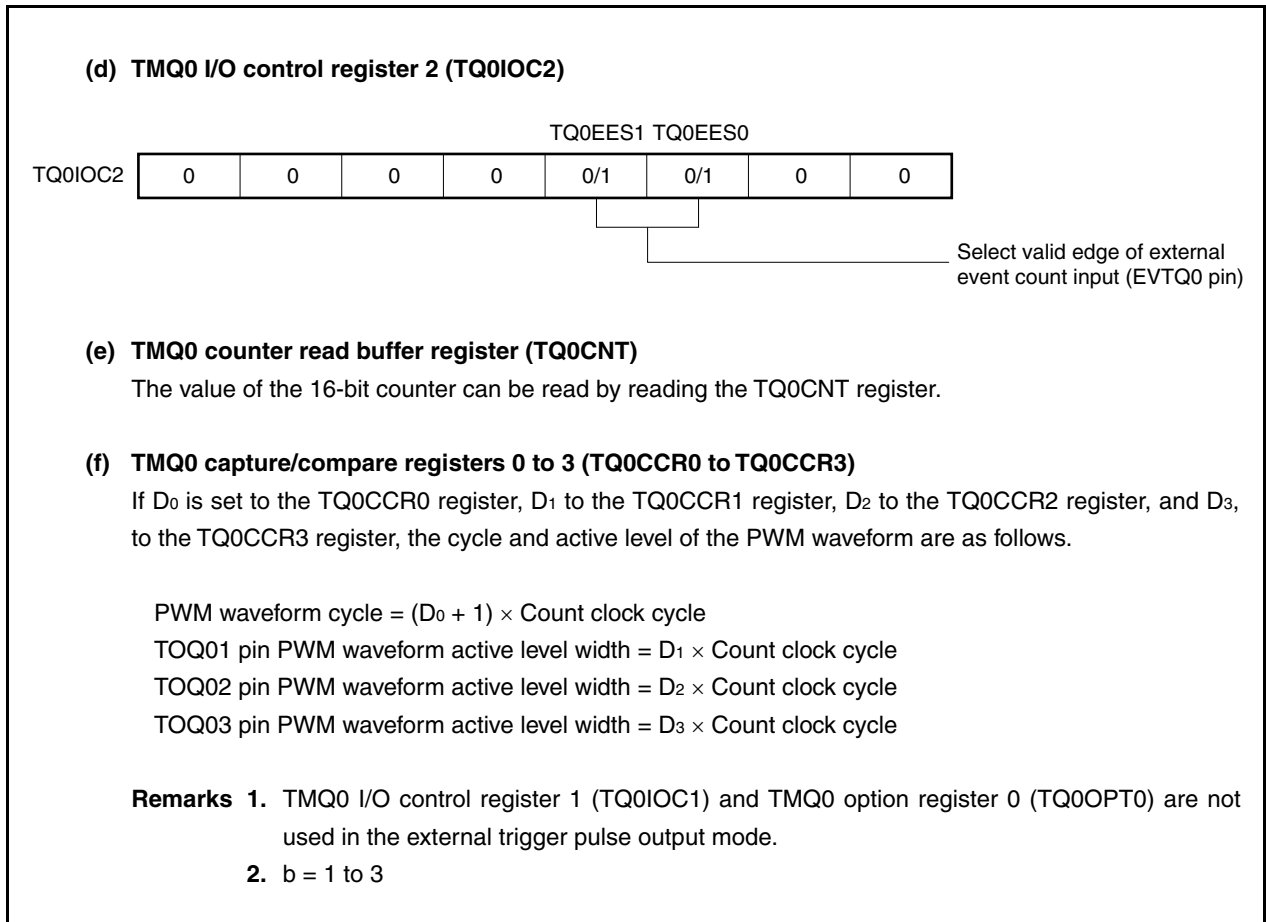 (d) TMQ0 I/O control register 2 (TQ0IOC2)
TQ0EES1 TQ0EES0
TQ0IOC2 0 0 0 0 0/1 0/1 0 0
Select valid edge of external
event count input (EVTQ0 pin)
(e) TMQ0 counter read buffer register (TQ0CNT)
The value of the 16-bit counter can be read by reading the TQ0CNT register.
(f) TMQ0 capture/compare registers 0 to 3 (TQ0CCR0 to TQ0CCR3)
If D0 is set to the TQ0CCR0 register, D1 to the TQ0CCR1 register, D2 to the TQ0CCR2 register, and D3,
to the TQ0CCR3 register, the cycle and active level of the PWM waveform are as follows.
PWM waveform cycle = (D0 + 1) × Count clock cycle
TOQ01 pin PWM waveform active level width = D1 × Count clock cycle
TOQ02 pin PWM waveform active level width = D2 × Count clock cycle
TOQ03 pin PWM waveform active level width = D3 × Count clock cycle
Remarks 1. TMQ0 I/O control register 1 (TQ0IOC1) and TMQ0 option register 0 (TQ0OPT0) are not
used in the external trigger pulse output mode.
2. b = 1 to 3